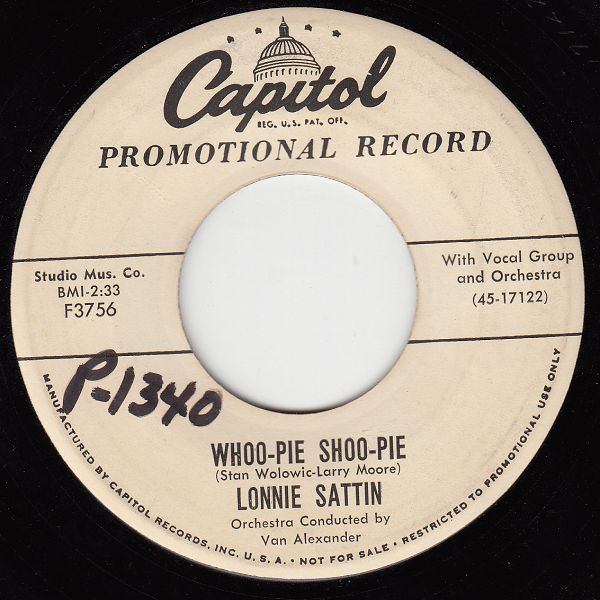 Capitol
REG. U.S. PAT. OFF.
PROMOTIONAL RECORD
Studio Mus. Co.
BMI-2:33
F3756
With Vocal Group
and Orchestra
(45-17122)
P-1340
WHOO-PIE SHOO-PIE
(Stan Wolowic-Larry Moore)
LONNIE SATTIN
Orchestra Conducted by
Van Alexander
MANUFACTURED BY CAPITOL RECORDS, INC. U.S.A. • NOT FOR SALE • RESTRICTED TO PROMOTIONAL USE ONLY